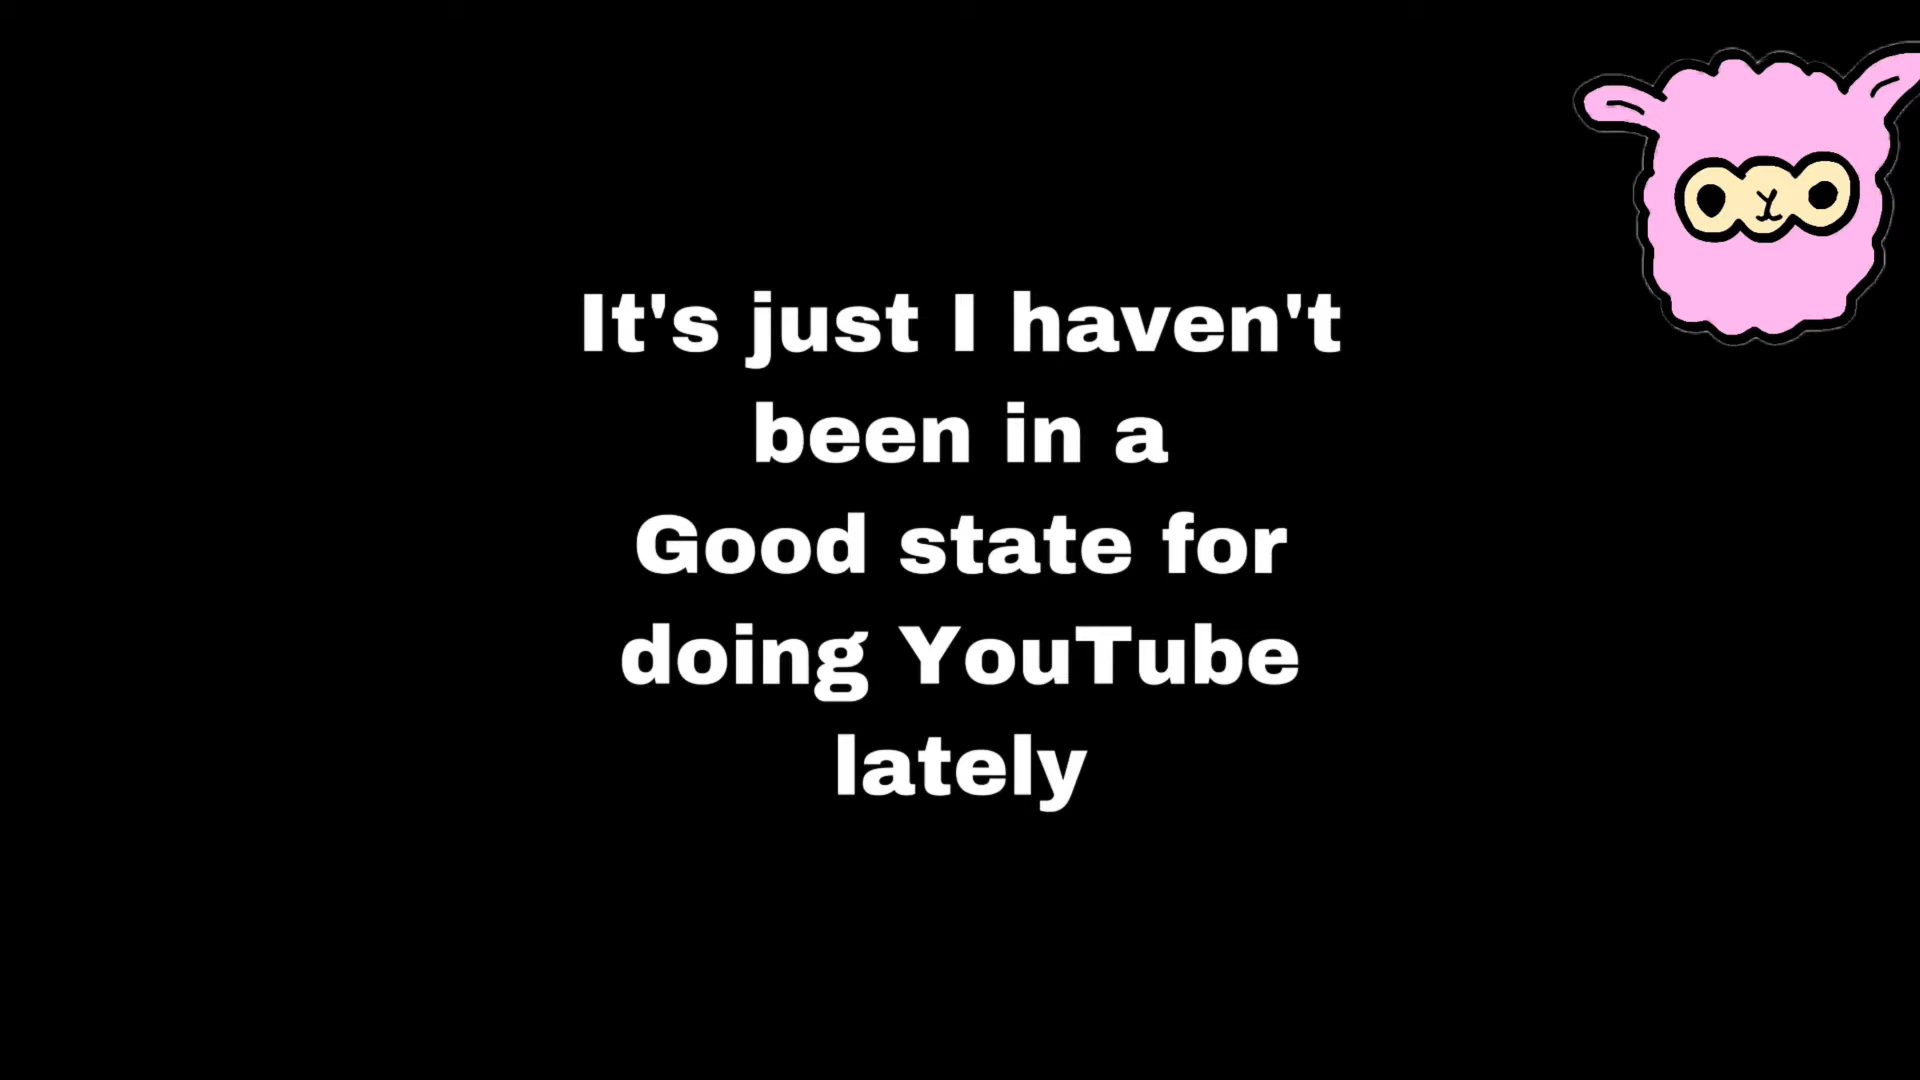 It's just I haven't
been in a
Good state for
doing YouTube
lately